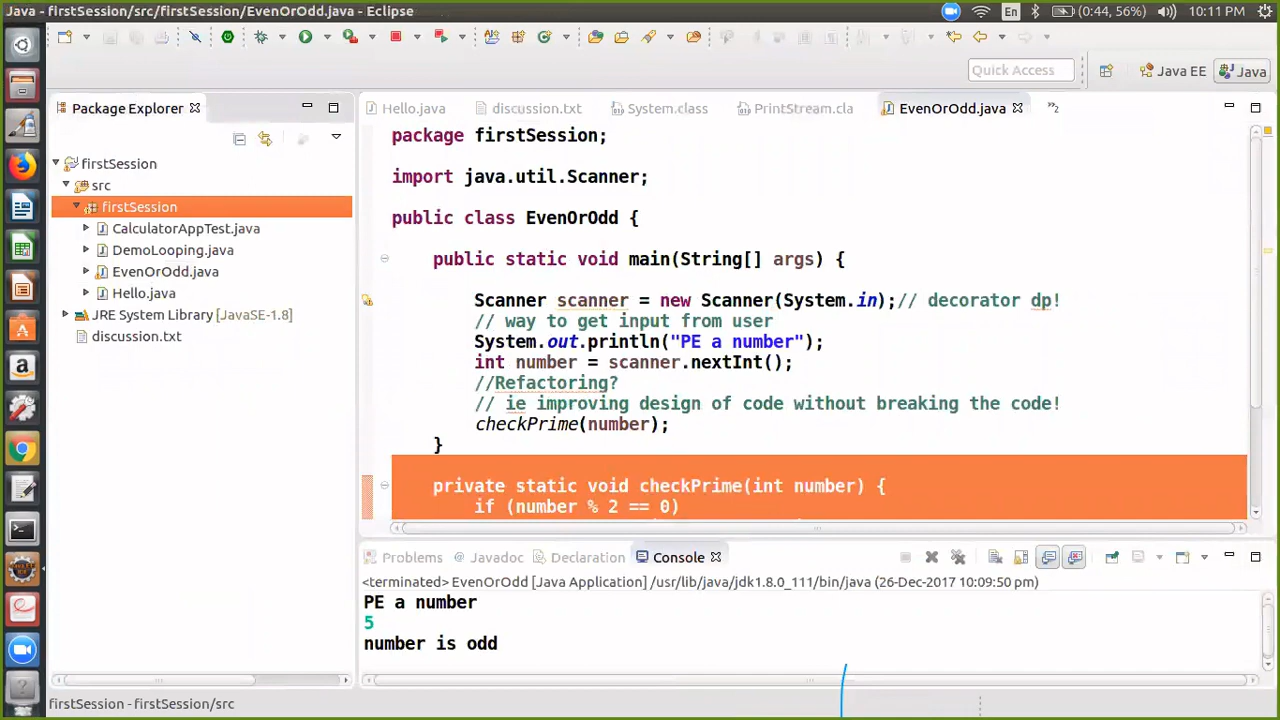 Java - fIrstSession/src/fIrstSession/EvenOrOdd.java - Eclipse
En
(0:44, 56%)
10:11 PM
Quick Access
Java EE
Java
Package Explorer
Hello.java
discussion.txt
System.class
PrintStream.cla
EvenOrOdd.java
»2
firstSession
src
firstSession
CalculatorAppTest.java
DemoLooping.java
EvenOrOdd.java
Hello.java
JRE System Library [JavaSE-1.8]
discussion.txt
package firstSession;
import java.util.Scanner;
public class EvenOrOdd {
public static void main(String[] args) {
Scanner scanner = new Scanner(System.in);// decorator dp!
// way to get input from user
System.out.println("PE a number");
int number = scanner.nextInt();
//Refactoring?
// ie improving design of code without breaking the code!
checkPrime(number);
}
private static void checkPrime(int number) {
if (number % 2 == 0)
Problems
@ Javadoc
Declaration
Console
<terminated> EvenOrOdd [Java Application] /usr/lib/java/jdk1.8.0_111/bin/java (26-Dec-2017 10:09:50 pm)
PE a number
5
number is odd
firstSession - firstSession/src